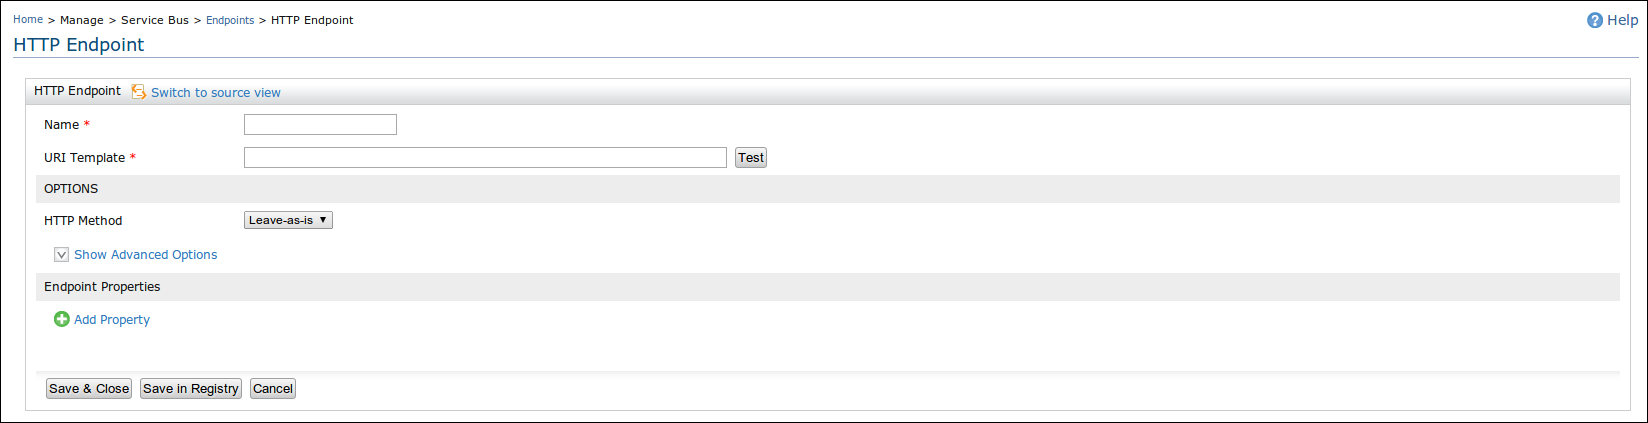 Home > Manage > Service Bus > Endpoints > HTTP Endpoint
Help
HTTP Endpoint
HTTP Endpoint Switch to source view
Name *
URI Template * Test
OPTIONS
HTTP Method Leave-as-is
Show Advanced Options
Endpoint Properties
Add Property
Save & Close Save in Registry Cancel